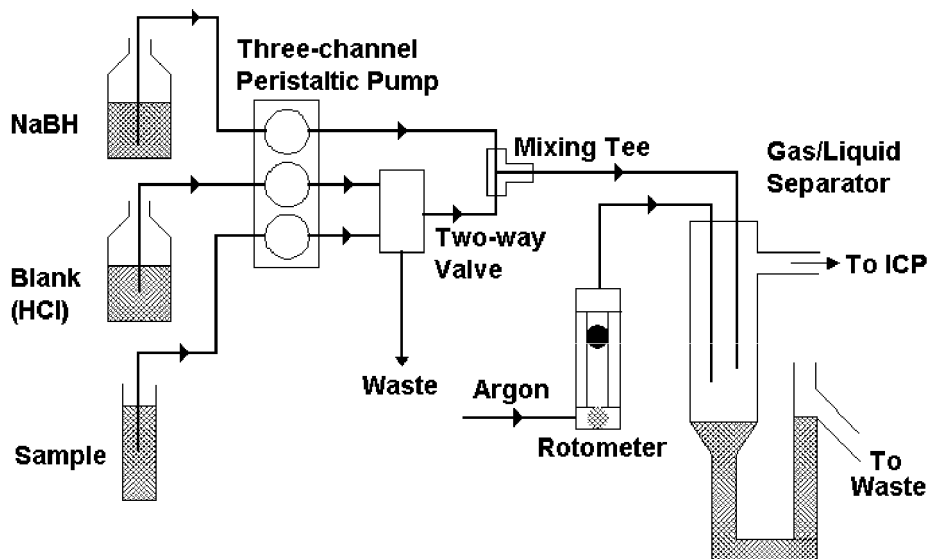 Three-channel
Peristaltic Pump
NaBH
Mixing Tee
Gas/Liquid
Separator
Blank
(HCl)
Two-way
Valve
To ICP
Waste
Argon
Sample
Rotometer
To
Waste